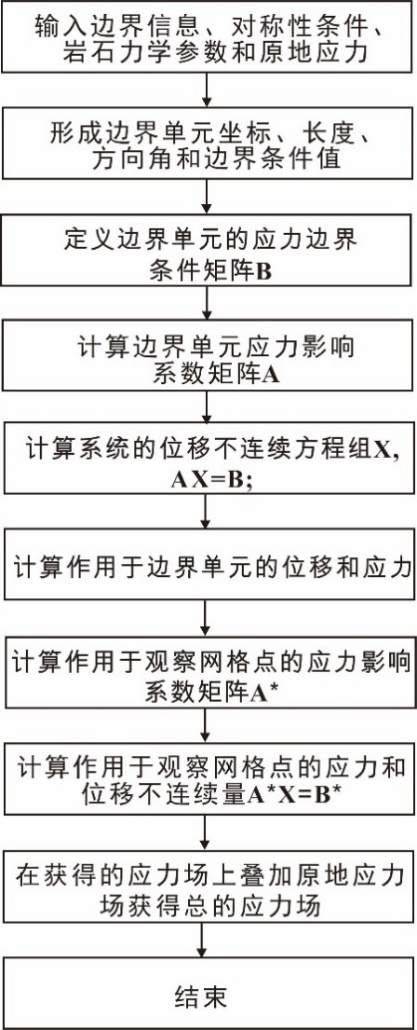 输入边界信息、对称性条件、
岩石力学参数和原地应力
形成边界单元坐标、长度、
方向角和边界条件值
定义边界单元的应力边界
条件矩阵B
计算边界单元应力影响
系数矩阵A
计算系统的位移不连续方程组X,
AX=B;
计算作用于边界单元的位移和应力
计算作用于观察网格点的应力影响
系数矩阵A*
计算作用于观察网格点的应力和
位移不连续量A*X=B*
在获得的应力场上叠加原地应力
场获得总的应力场
结束